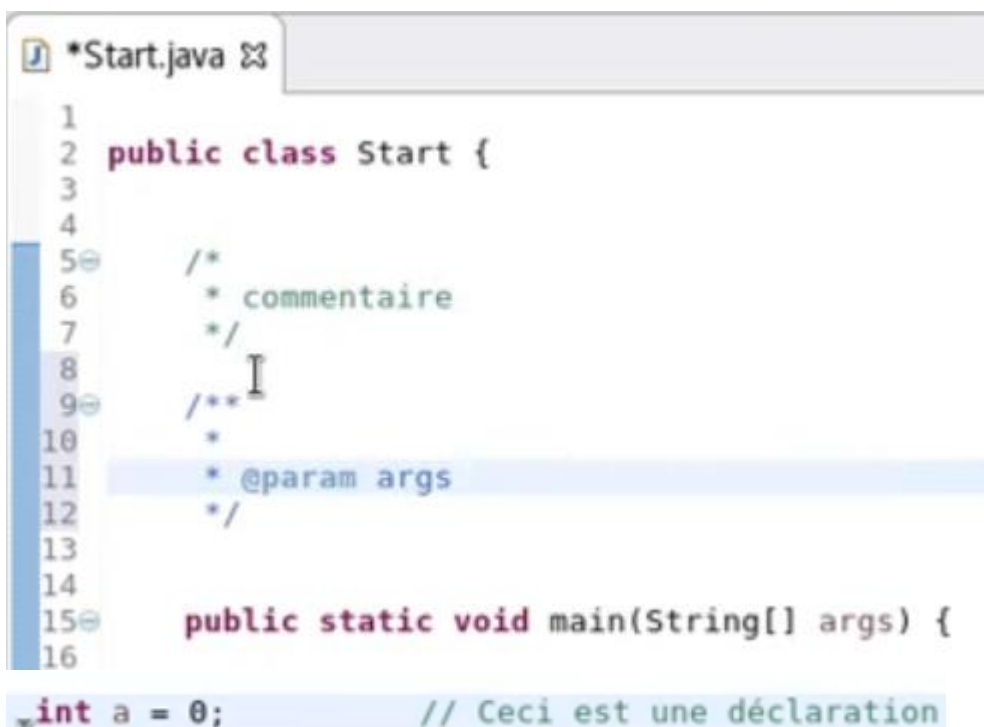 *Start.java
1
2 public class Start {
3
4
5 /*
6 * commentaire
7 */
8
9 /**
10 *
11 * @param args
12 */
13
14
15 public static void main(String[] args) {
16
int a = 0; // Ceci est une déclaration